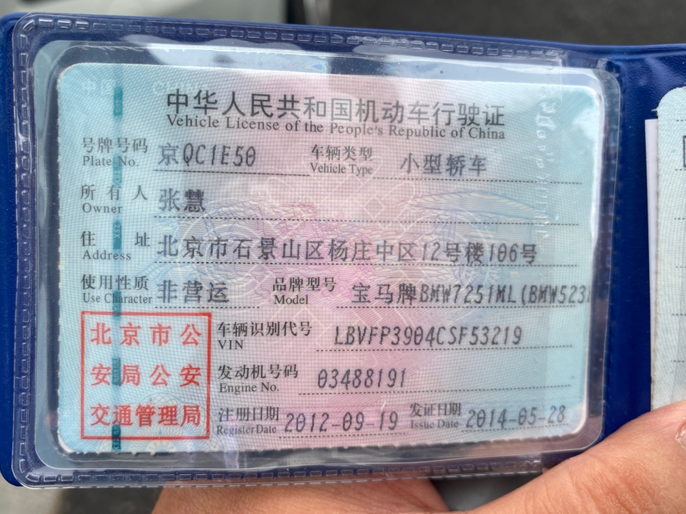 中华人民共和国机动车行驶证
Vehicle License of the People's Republic of China
号牌号码 京QC1E50 车辆类型 小型轿车
Plate No. Vehicle Type
所有人 张慧
Owner
住址 北京市石景山区杨庄中区12号楼106号
Address
使用性质 非营运 品牌型号 宝马牌BMW7251ML(BMW523
Use Character Model
北京市公安局公安交通管理局
车辆识别代号 LBVFP3904CSF53219
VIN
发动机号码 03488191
Engine No.
注册日期 2012-09-19 发证日期 2014-05-28
Register Date Issue Date